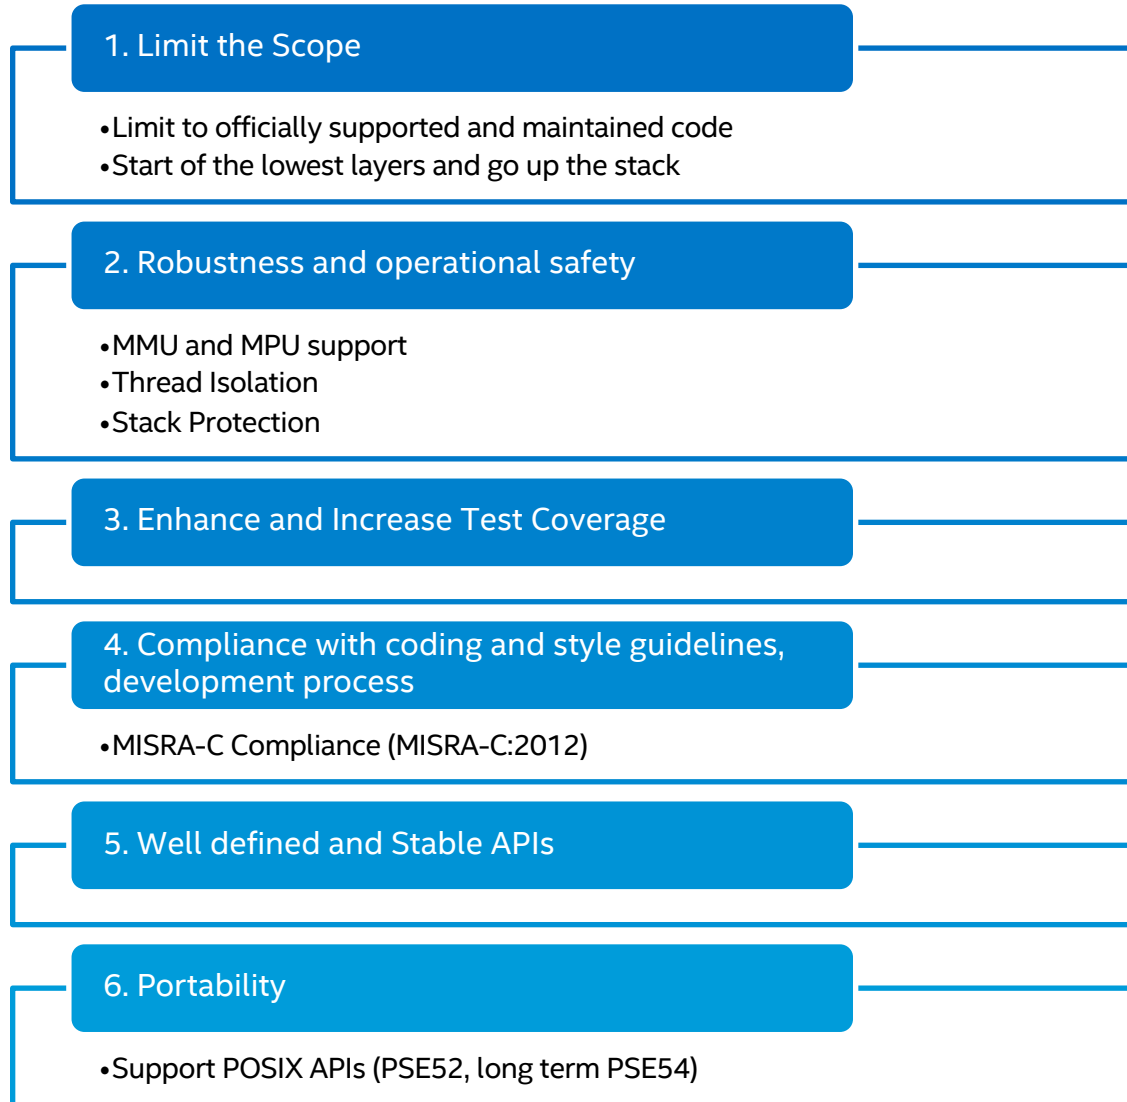 1. Limit the Scope
•Limit to officially supported and maintained code
•Start of the lowest layers and go up the stack
2. Robustness and operational safety
•MMU and MPU support
•Thread Isolation
•Stack Protection
3. Enhance and Increase Test Coverage
4. Compliance with coding and style guidelines,
development process
•MISRA-C Compliance (MISRA-C:2012)
5. Well defined and Stable APIs
6. Portability
•Support POSIX APIs (PSE52, long term PSE54)